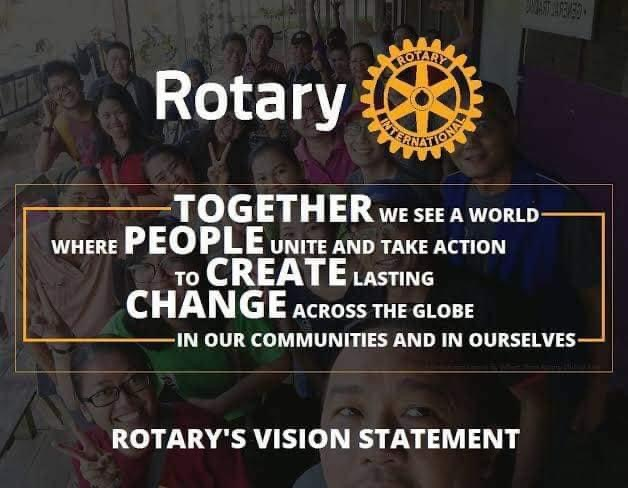 Rotary
ROTARY
INTERNATIONAL
TOGETHER WE SEE A WORLD
WHERE PEOPLE UNITE AND TAKE ACTION
TO CREATE LASTING
CHANGE ACROSS THE GLOBE
IN OUR COMMUNITIES AND IN OURSELVES
ROTARY'S VISION STATEMENT